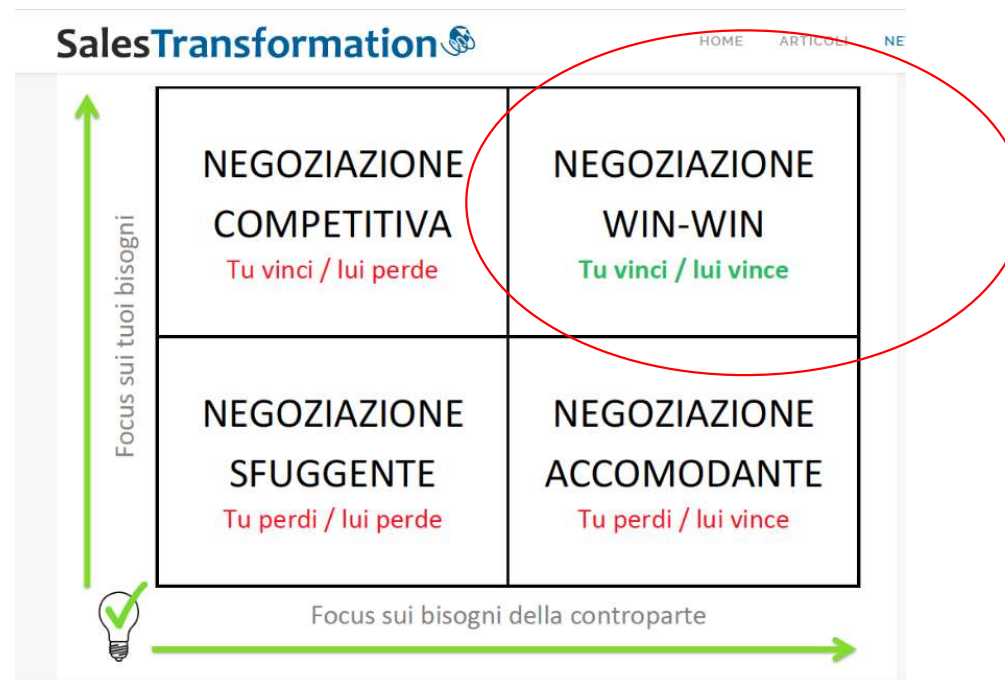 SalesTransformation
HOME ARTICOLI NE
NEGOZIAZIONE
COMPETITIVA
Tu vinci / lui perde
NEGOZIAZIONE
WIN-WIN
Tu vinci / lui vince
Focus sui tuoi bisogni
NEGOZIAZIONE
SFUGGENTE
Tu perdi / lui perde
NEGOZIAZIONE
ACCOMODANTE
Tu perdi / lui vince
Focus sui bisogni della controparte